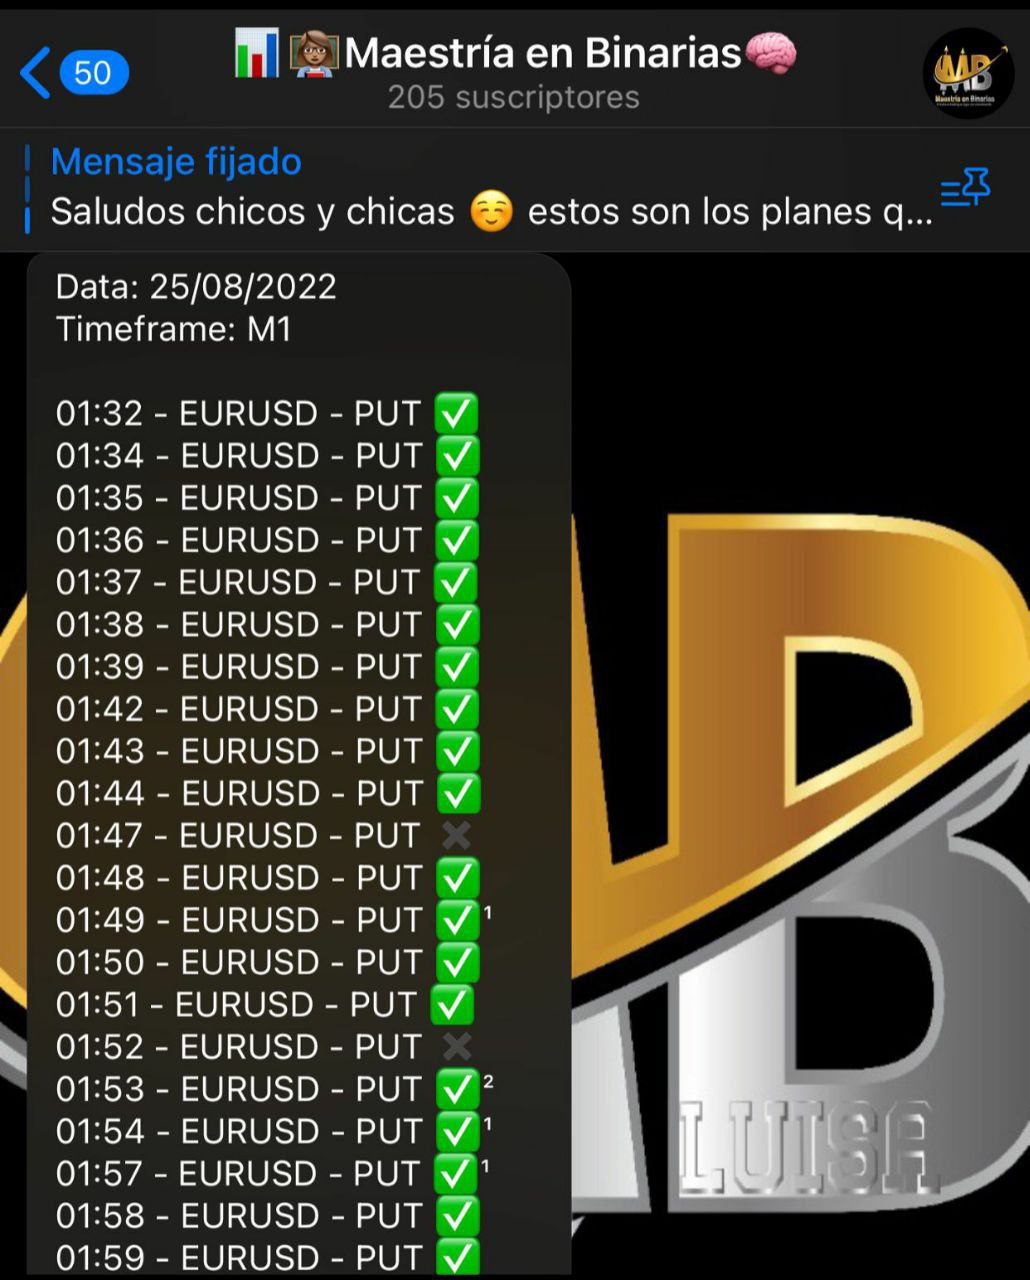 50
📊👩🏽‍🏫Maestría en Binarias🧠
205 suscriptores
MB
Maestría en Binarias
Mensaje fijado
Saludos chicos y chicas ☺️ estos son los planes q...
Data: 25/08/2022
Timeframe: M1
01:32 - EURUSD - PUT ✅
01:34 - EURUSD - PUT ✅
01:35 - EURUSD - PUT ✅
01:36 - EURUSD - PUT ✅
01:37 - EURUSD - PUT ✅
01:38 - EURUSD - PUT ✅
01:39 - EURUSD - PUT ✅
01:42 - EURUSD - PUT ✅
01:43 - EURUSD - PUT ✅
01:44 - EURUSD - PUT ✅
01:47 - EURUSD - PUT ✖️
01:48 - EURUSD - PUT ✅
01:49 - EURUSD - PUT ✅¹
01:50 - EURUSD - PUT ✅
01:51 - EURUSD - PUT ✅
01:52 - EURUSD - PUT ✖️
01:53 - EURUSD - PUT ✅²
01:54 - EURUSD - PUT ✅¹
01:57 - EURUSD - PUT ✅¹
01:58 - EURUSD - PUT ✅
01:59 - EURUSD - PUT ✅
LUISA